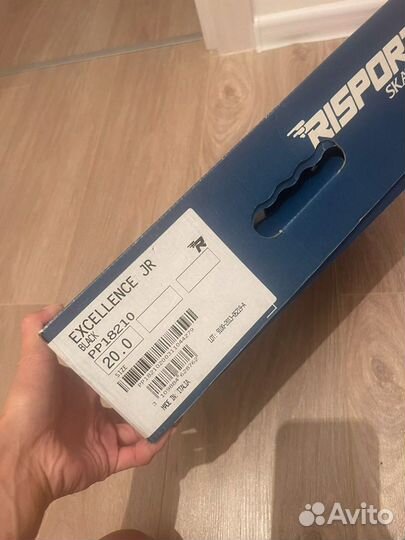 RISPORT
SKA
EXCELLENCE JR
BLACK
PP18210
20.0
SIZE
MADE IN ITALIA
Avito